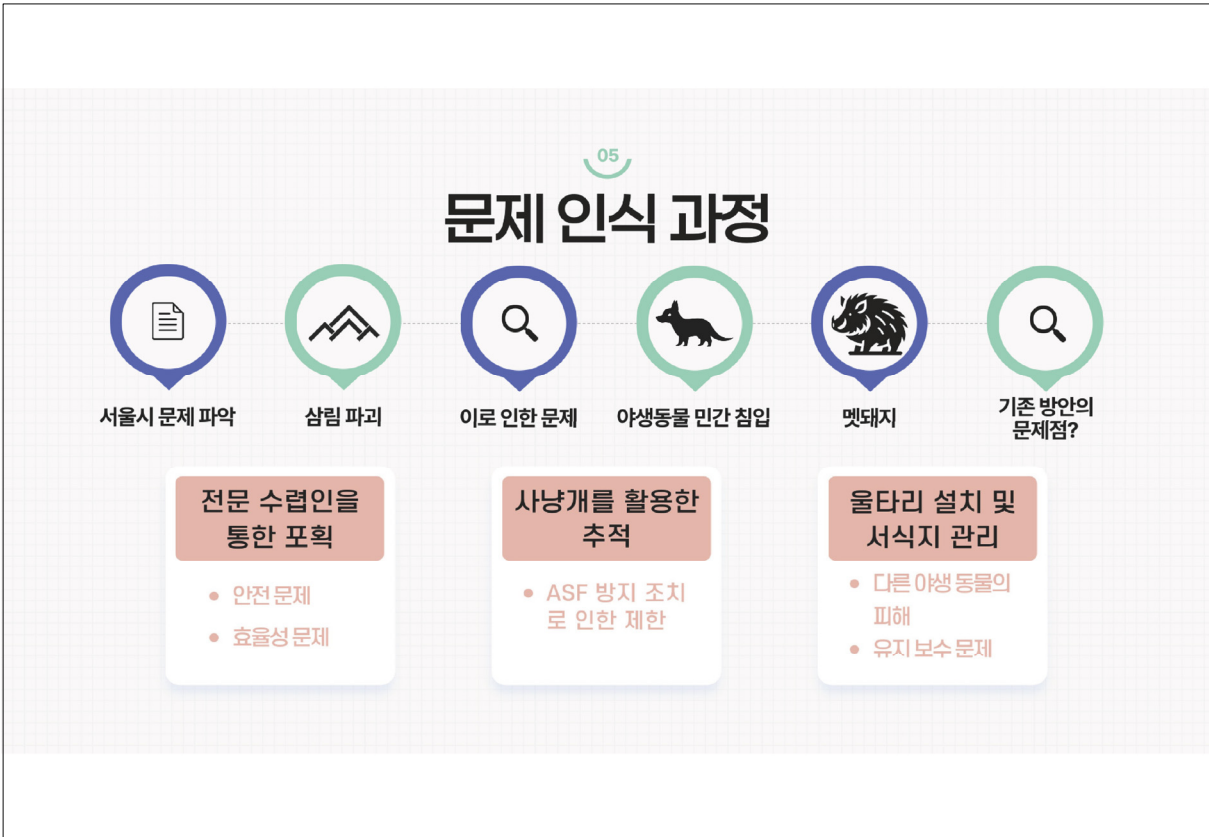 05
문제 인식 과정
서울시 문제 파악
삼림 파괴
이로 인한 문제
야생동물 민간 침입
멧돼지
기존 방안의
문제점?
전문 수렵인을
통한 포획
• 안전 문제
• 효율성 문제
사냥개를 활용한
추적
• ASF 방지 조치
로 인한 제한
울타리 설치 및
서식지 관리
• 다른 야생 동물의
피해
• 유지 보수 문제